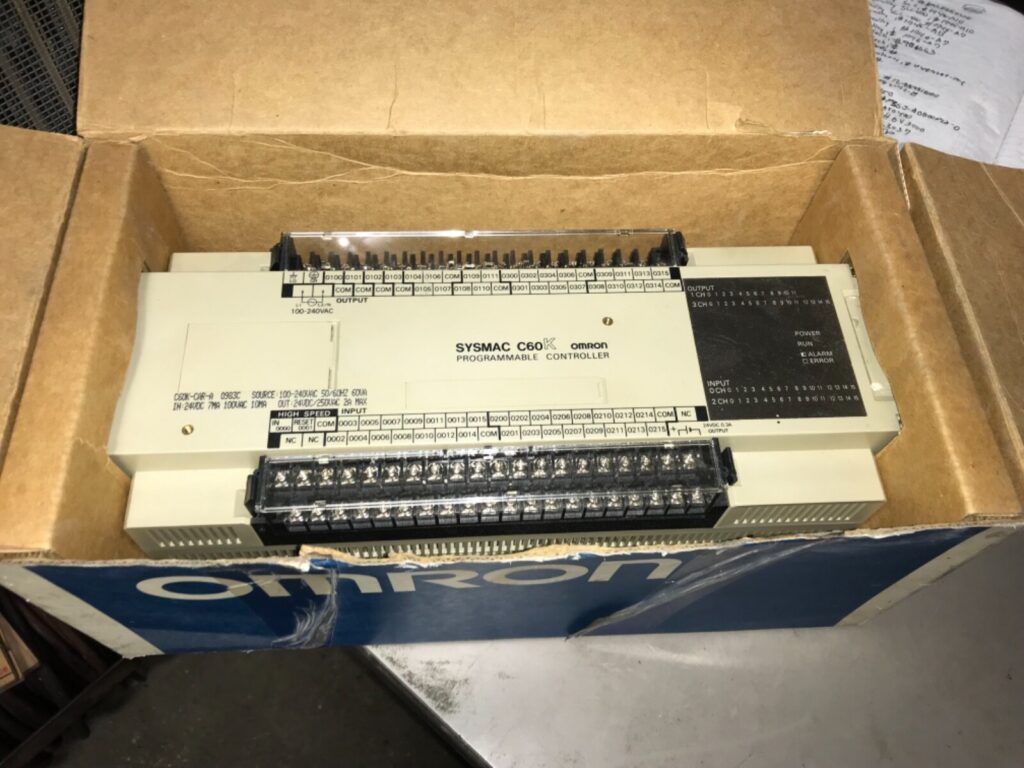 0100 0101 0102 0103 0104 0106 COM 0109 0111 0300 0302 0304 0306 COM 0309 0311 0313 0315
COM COM COM COM 0105 0107 0108 0110 COM 0301 0303 0305 0307 0308 0310 0312 0314 COM
OUTPUT
100-240VAC
OUTPUT
1 CH 0 1 2 3 4 5 6 7 8 9 10 11
3 CH 0 1 2 3 4 5 6 7 8 9 10 11 12 13 14 15
POWER
RUN
ALARM
ERROR
SYSMAC C60K OMRON
PROGRAMMABLE CONTROLLER
C60K-CAR-A 0983C SOURCE:100-240VAC 50/60HZ 60VA
IN:24VDC 7MA 100VAC 10MA OUT:24VDC/250VAC 2A MAX
INPUT
0 CH 0 1 2 3 4 5 6 7 8 9 10 11 12 13 14 15
2 CH 0 1 2 3 4 5 6 7 8 9 10 11 12 13 14 15
HIGH SPEED INPUT
IN 0000 RESET 0001 COM 0003 0005 0007 0009 0011 0013 0015 0200 0202 0204 0206 0208 0210 0212 0214 COM NC
NC NC 0002 0004 0006 0008 0010 0012 0014 COM 0201 0203 0205 0207 0209 0211 0213 0215
24VDC 0.3A
OUTPUT
OMRON